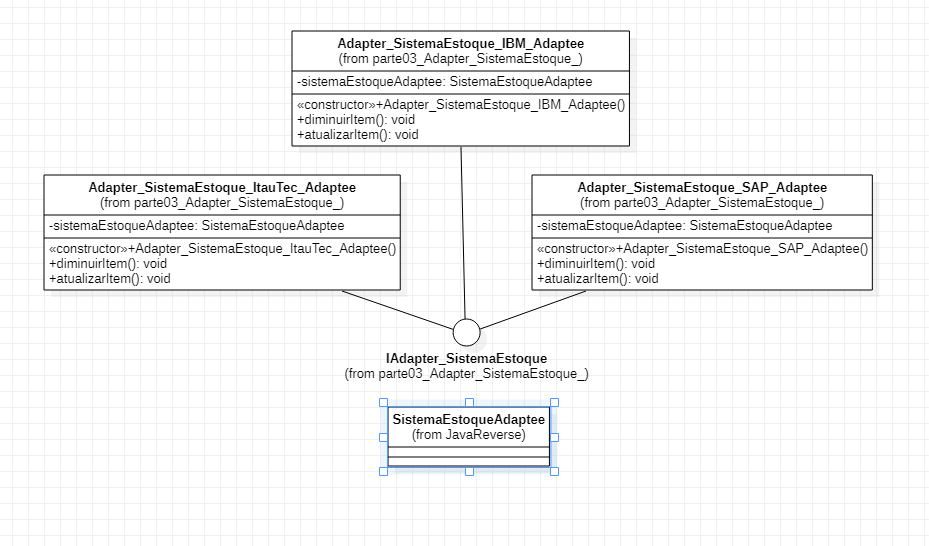 Adapter_SistemaEstoque_IBM_Adaptee
(from parte03_Adapter_SistemaEstoque_)
-sistemaEstoqueAdaptee: SistemaEstoqueAdaptee
«constructor»+Adapter_SistemaEstoque_IBM_Adaptee()
+diminuirItem(): void
+atualizarItem(): void
Adapter_SistemaEstoque_ItauTec_Adaptee
(from parte03_Adapter_SistemaEstoque_)
-sistemaEstoqueAdaptee: SistemaEstoqueAdaptee
«constructor»+Adapter_SistemaEstoque_ItauTec_Adaptee()
+diminuirItem(): void
+atualizarItem(): void
Adapter_SistemaEstoque_SAP_Adaptee
(from parte03_Adapter_SistemaEstoque_)
-sistemaEstoqueAdaptee: SistemaEstoqueAdaptee
«constructor»+Adapter_SistemaEstoque_SAP_Adaptee()
+diminuirItem(): void
+atualizarItem(): void
IAdapter_SistemaEstoque
(from parte03_Adapter_SistemaEstoque_)
SistemaEstoqueAdaptee
(from JavaReverse)